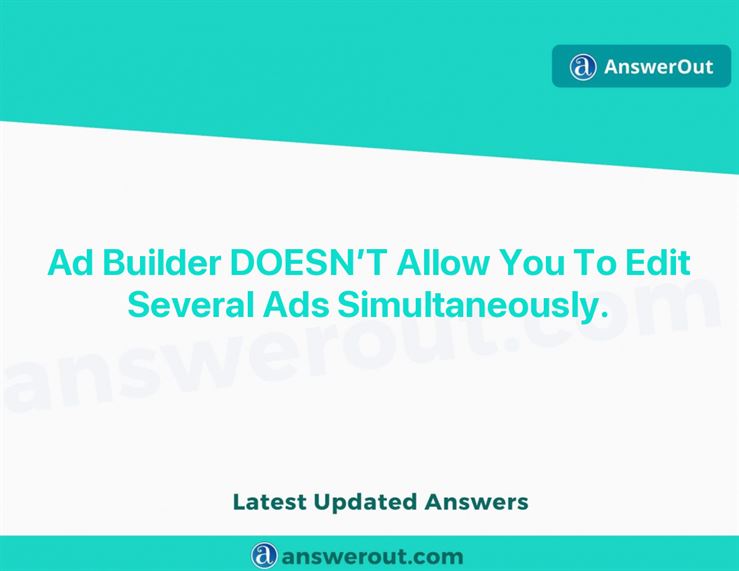 AnswerOut
Ad Builder DOESN’T Allow You To Edit
Several Ads Simultaneously.
answerout.com
Latest Updated Answers
answerout.com